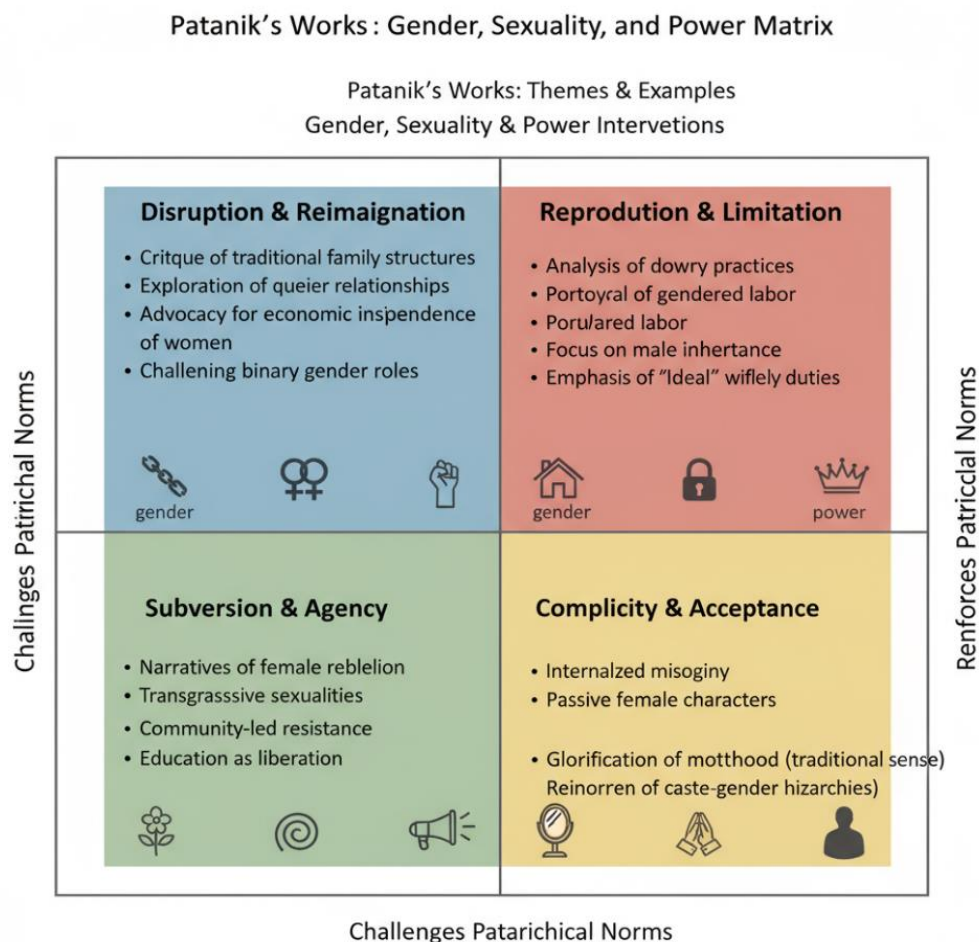 Patanik's Works : Gender, Sexuality, and Power Matrix
Patanik's Works: Themes & Examples
Gender, Sexuality & Power Intervetions
Disruption & Reimaignation
• Critque of traditional family structures
• Exploration of queier relationships
• Advocacy for economic inspendence
of women
• Challening binary gender roles
gender
Reprodution & Limitation
• Analysis of dowry practices
• Portoyral of gendered labor
• Porulared labor
• Focus on male inhertance
• Emphasis of "Ideal" wiflely duties
gender
power
Challnges Patirichal Norms
Renforces Patricclal Norms
Subversion & Agency
• Narratives of female reblelion
• Transgrasssive sexualities
• Community-led resistance
• Education as liberation
Complicity & Acceptance
• Internalzed misoginy
• Passive female characters
• Glorification of motthood (traditional sense)
Reinorren of caste-gender hizarchies)
Challenges Patarichical Norms